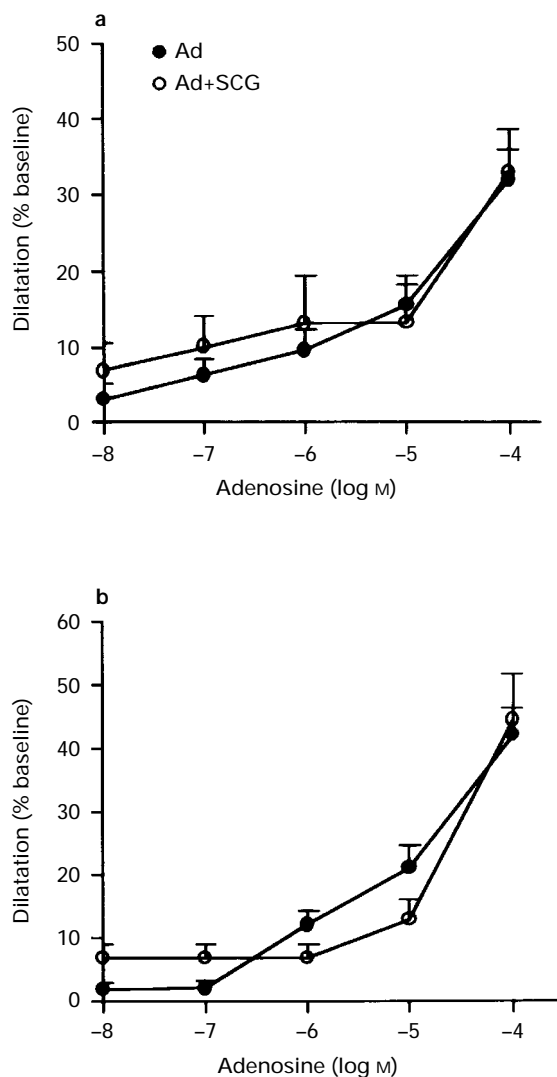 a
50
40
30
20
10
0
Dilatation (% baseline)
Ad
Ad+SCG
–8 –7 –6 –5 –4
Adenosine (log M)
b
60
50
40
30
20
10
0
Dilatation (% baseline)
–8 –7 –6 –5 –4
Adenosine (log M)